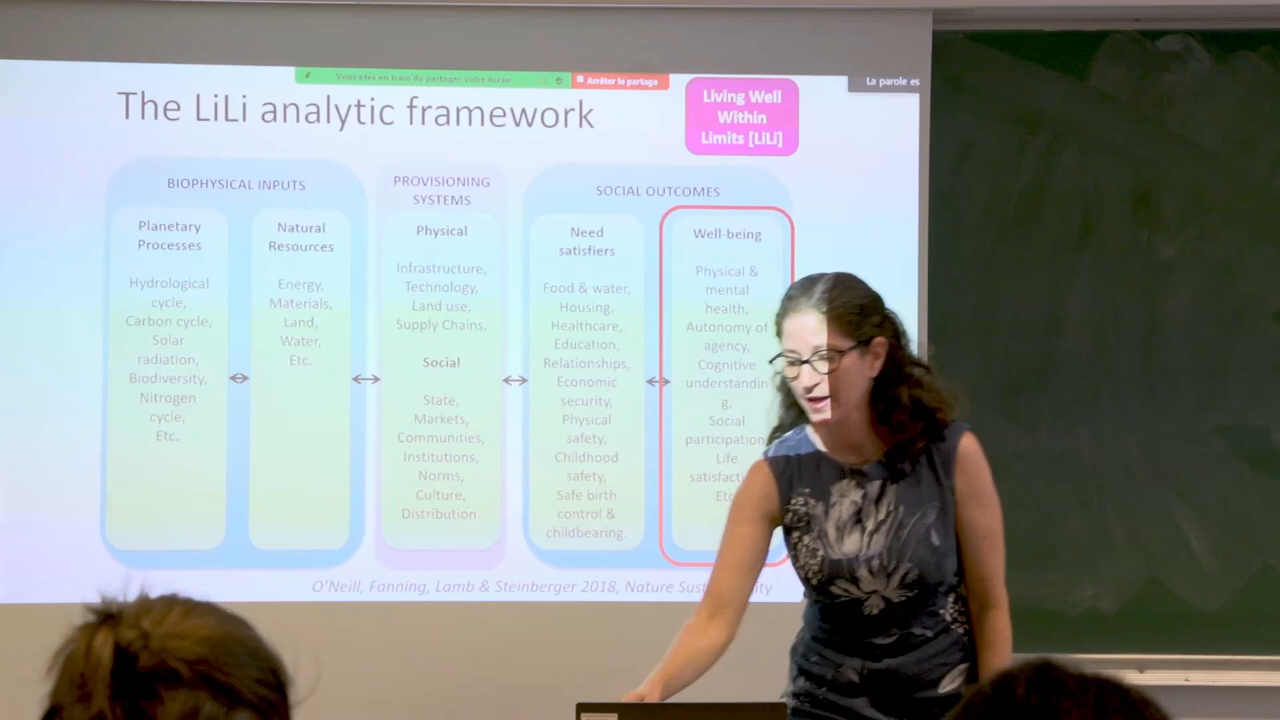 Vous êtes en train de partager votre écran
Arrêter le partage
La parole es
The LiLi analytic framework
Living Well
Within
Limits [LiLi]
BIOPHYSICAL INPUTS
Planetary
Processes
Hydrological
cycle,
Carbon cycle,
Solar
radiation,
Biodiversity,
Nitrogen
cycle,
Etc.
Natural
Resources
Energy,
Materials,
Land,
Water,
Etc.
PROVISIONING
SYSTEMS
Physical
Infrastructure,
Technology,
Land use,
Supply Chains.
Social
State,
Markets,
Communities,
Institutions,
Norms,
Culture,
Distribution.
SOCIAL OUTCOMES
Need
satisfiers
Food & water,
Housing,
Healthcare,
Education,
Relationships,
Economic
security,
Physical
safety,
Childhood
safety,
Safe birth
control &
childbearing.
Well-being
Physical &
mental
health,
Autonomy of
agency,
Cognitive
understandin
g,
Social
participation
Life
satisfact
Et
O'Neill, Fanning, Lamb & Steinberger 2018, Nature Sust ity